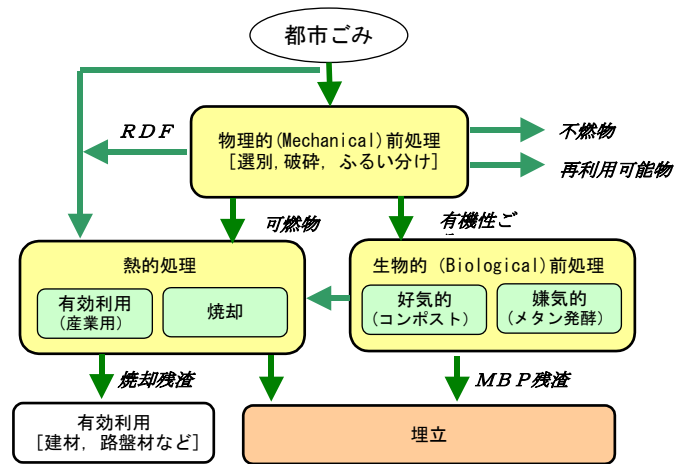 都市ごみ
RDF
物理的(Mechanical)前処理
[選別,破砕, ふるい分け]
不燃物
再利用可能物
可燃物
有機性ご
熱的処理
有効利用
(産業用)
焼却
生物的 (Biological)前処理
好気的
(コンポスト)
嫌気的
(メタン発酵)
焼却残渣
MBP残渣
有効利用
[建材, 路盤材など]
埋立